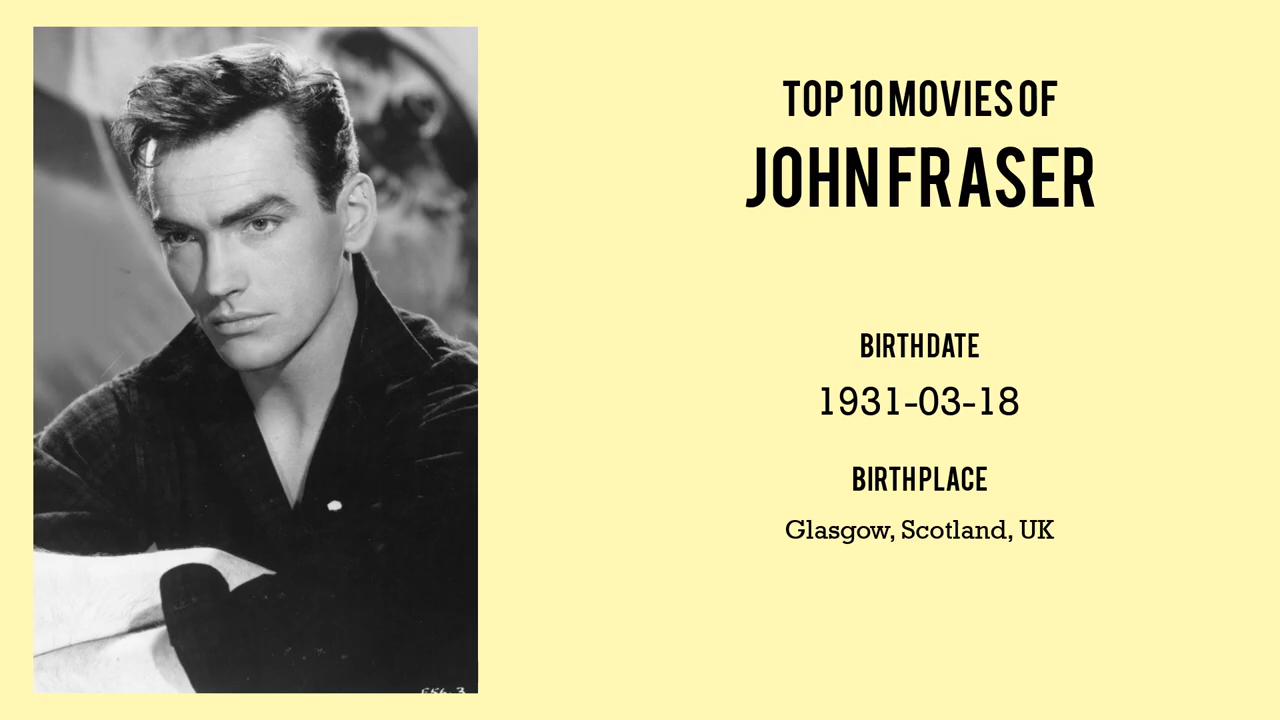 TOP 10 MOVIES OF
JOHN FRASER
BIRTHDATE
1931-03-18
BIRTHPLACE
Glasgow, Scotland, UK